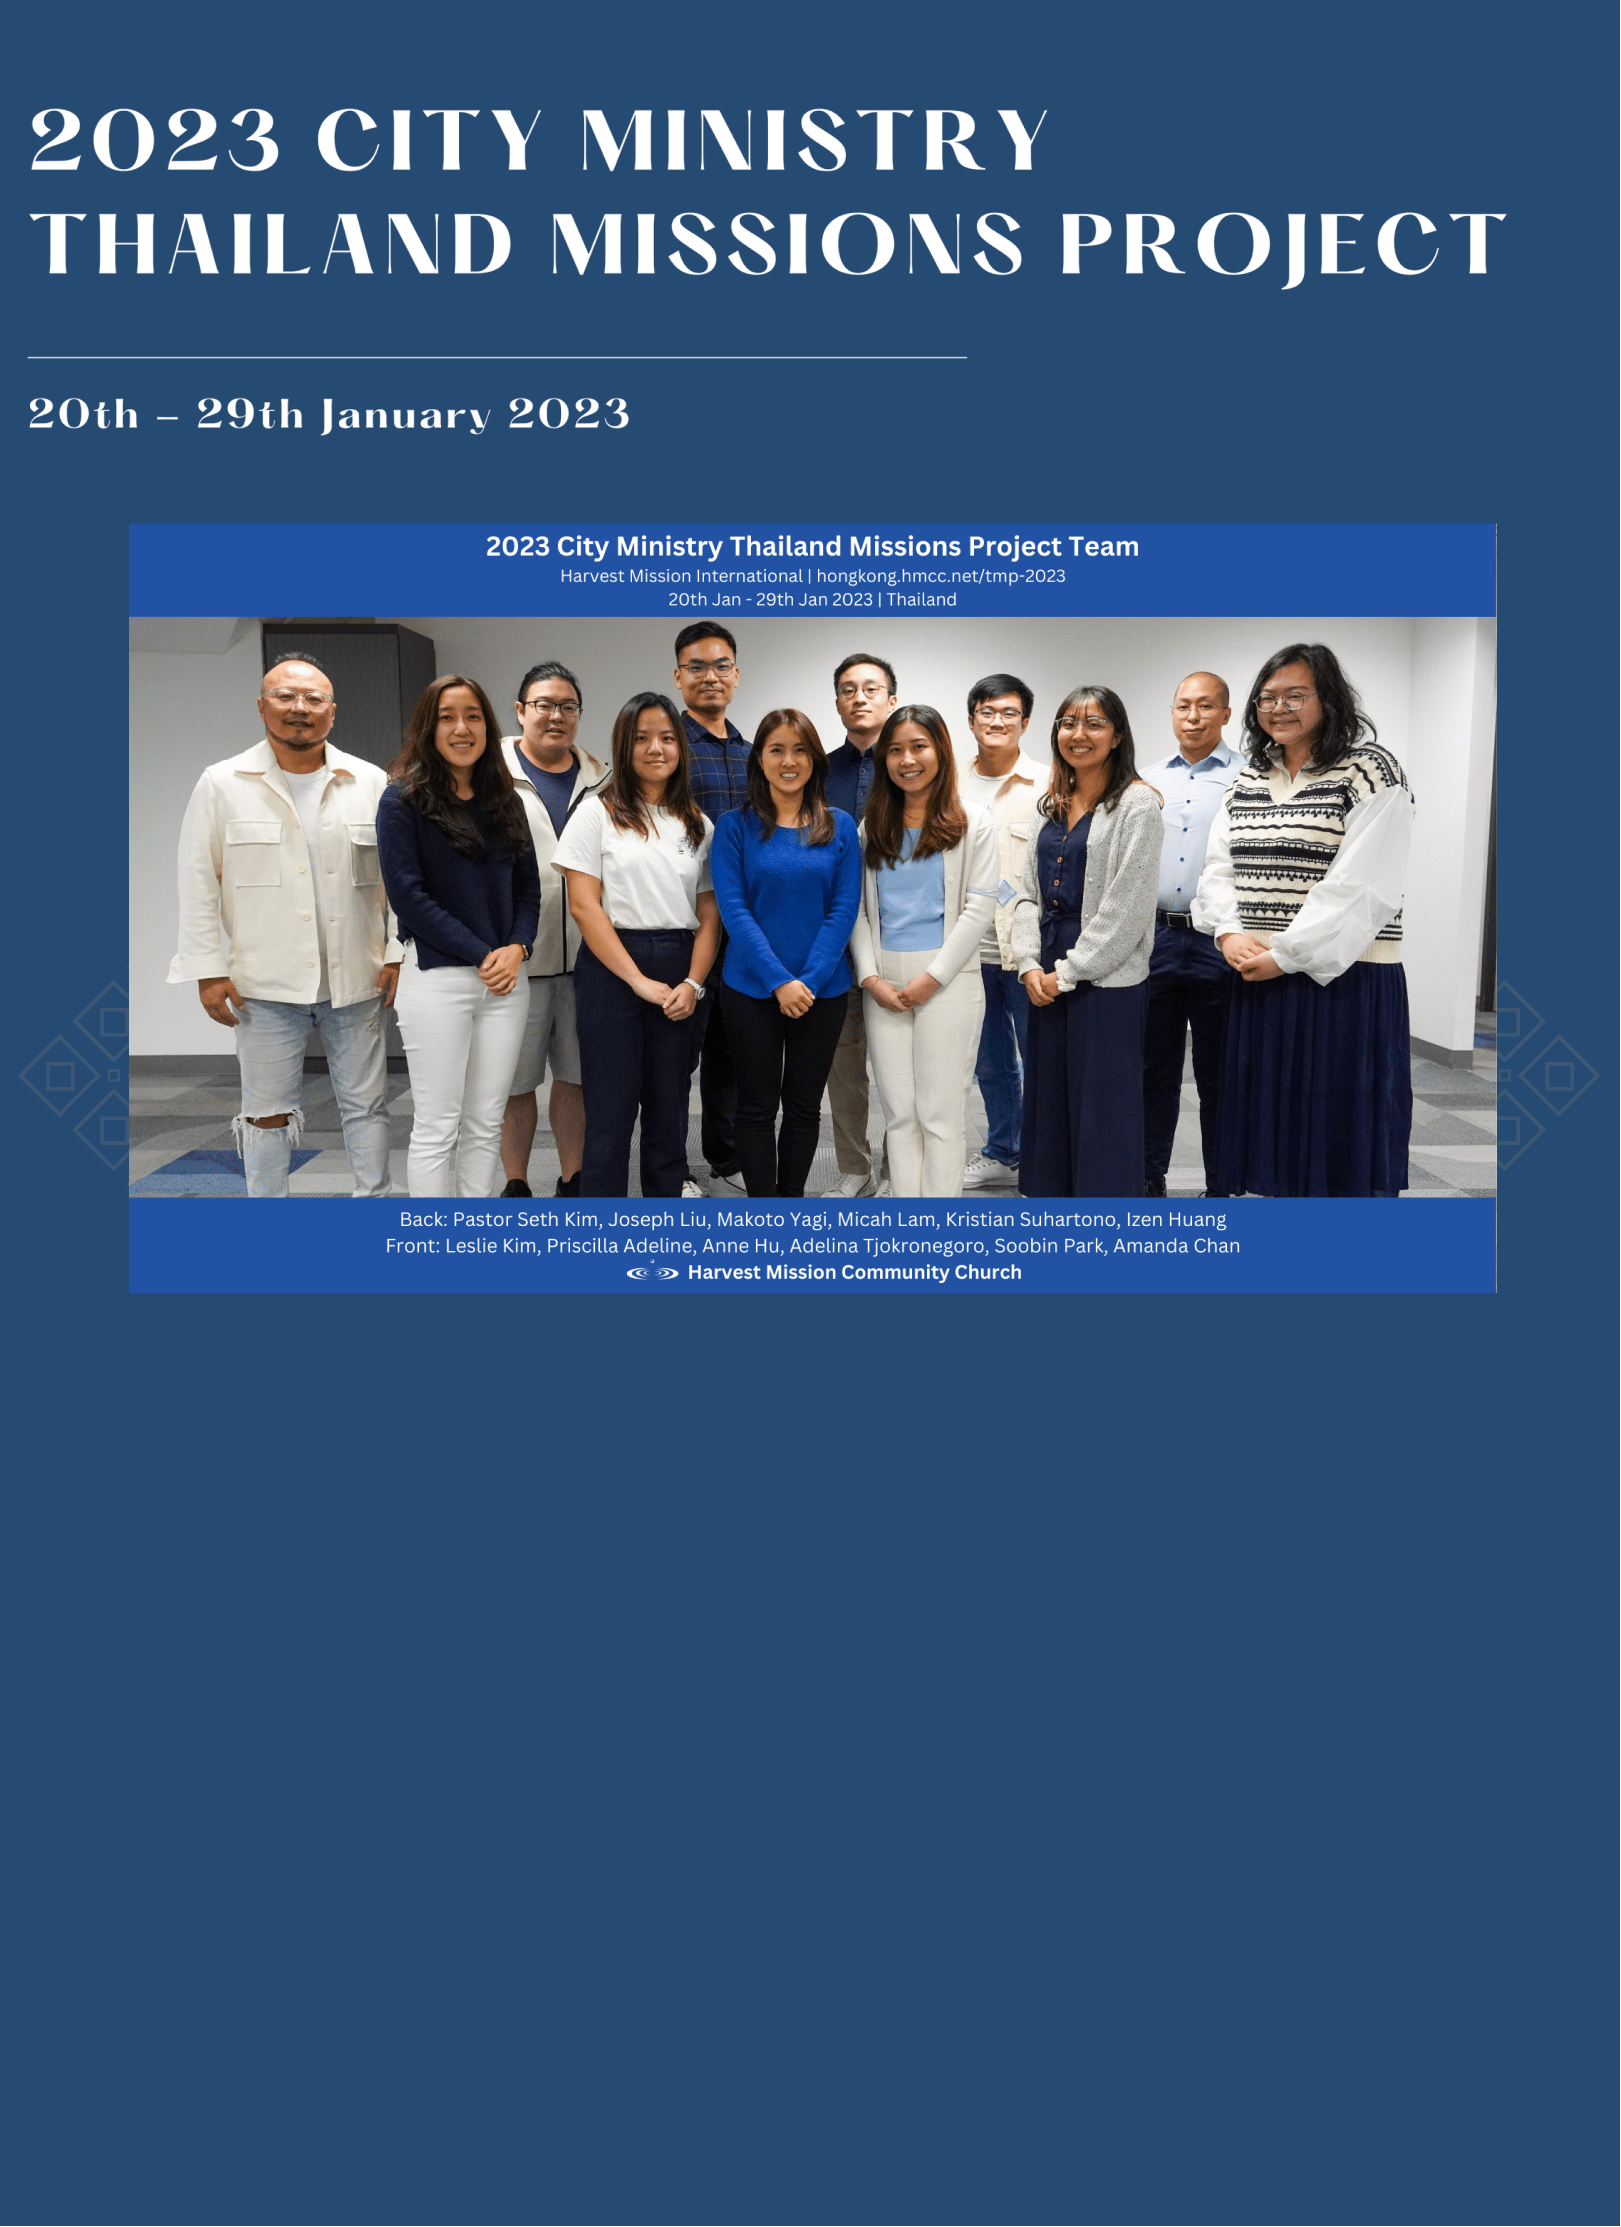 2023 CITY MINISTRY
THAILAND MISSIONS PROJECT
20th – 29th January 2023
2023 City Ministry Thailand Missions Project Team
Harvest Mission International | hongkong.hmcc.net/tmp-2023
20th Jan - 29th Jan 2023 | Thailand
Back: Pastor Seth Kim, Joseph Liu, Makoto Yagi, Micah Lam, Kristian Suhartono, Izen Huang
Front: Leslie Kim, Priscilla Adeline, Anne Hu, Adelina Tjokronegoro, Soobin Park, Amanda Chan
Harvest Mission Community Church